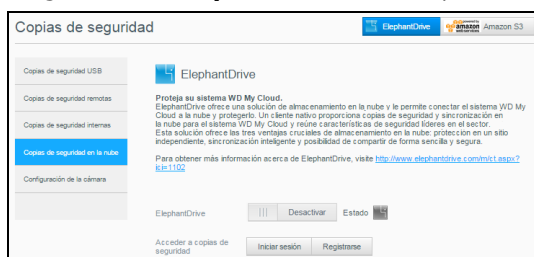 Copias de seguridad
ElephantDrive
powered by amazon web services
Amazon S3
Copias de seguridad USB
Copias de seguridad remotas
Copias de seguridad internas
Copias de seguridad en la nube
Configuración de la cámara
ElephantDrive
Proteja su sistema WD My Cloud.
ElephantDrive ofrece una solución de almacenamiento en la nube y le permite conectar el sistema WD My
Cloud a la nube y protegerlo. Un cliente nativo proporciona copias de seguridad y sincronización en
la nube para el sistema WD My Cloud y reúne características de seguridad líderes en el sector.
Esta solución ofrece las tres ventajas cruciales de almacenamiento en la nube: protección en un sitio
independiente, sincronización inteligente y posibilidad de compartir de forma sencilla y segura.
Para obtener más información acerca de ElephantDrive, visite http://www.elephantdrive.com/m/ct.aspx?
ici=1102
ElephantDrive
Desactivar
Estado
Acceder a copias de
seguridad
Iniciar sesión
Registrarse